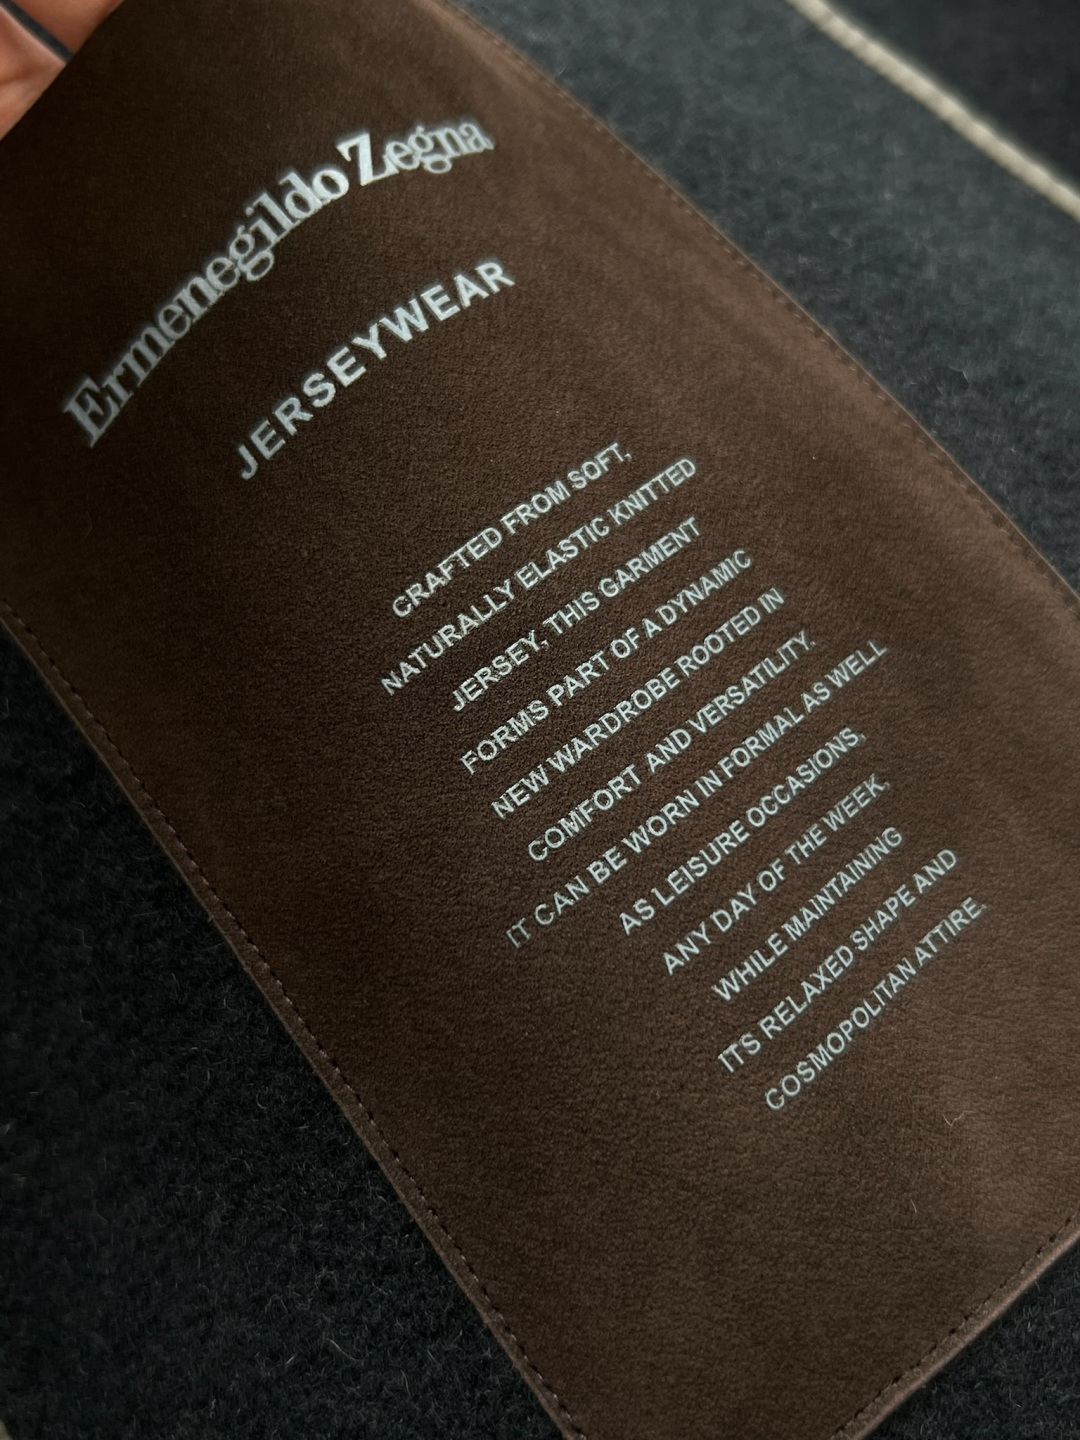 Ermenegildo Zegna
JERSEYWEAR
CRAFTED FROM SOFT,
NATURALLY ELASTIC KNITTED
JERSEY, THIS GARMENT
FORMS PART OF A DYNAMIC
NEW WARDROBE ROOTED IN
COMFORT AND VERSATILITY.
IT CAN BE WORN IN FORMAL AS WELL
AS LEISURE OCCASIONS,
ANY DAY OF THE WEEK,
WHILE MAINTAINING
ITS RELAXED SHAPE AND
COSMOPOLITAN ATTIRE.